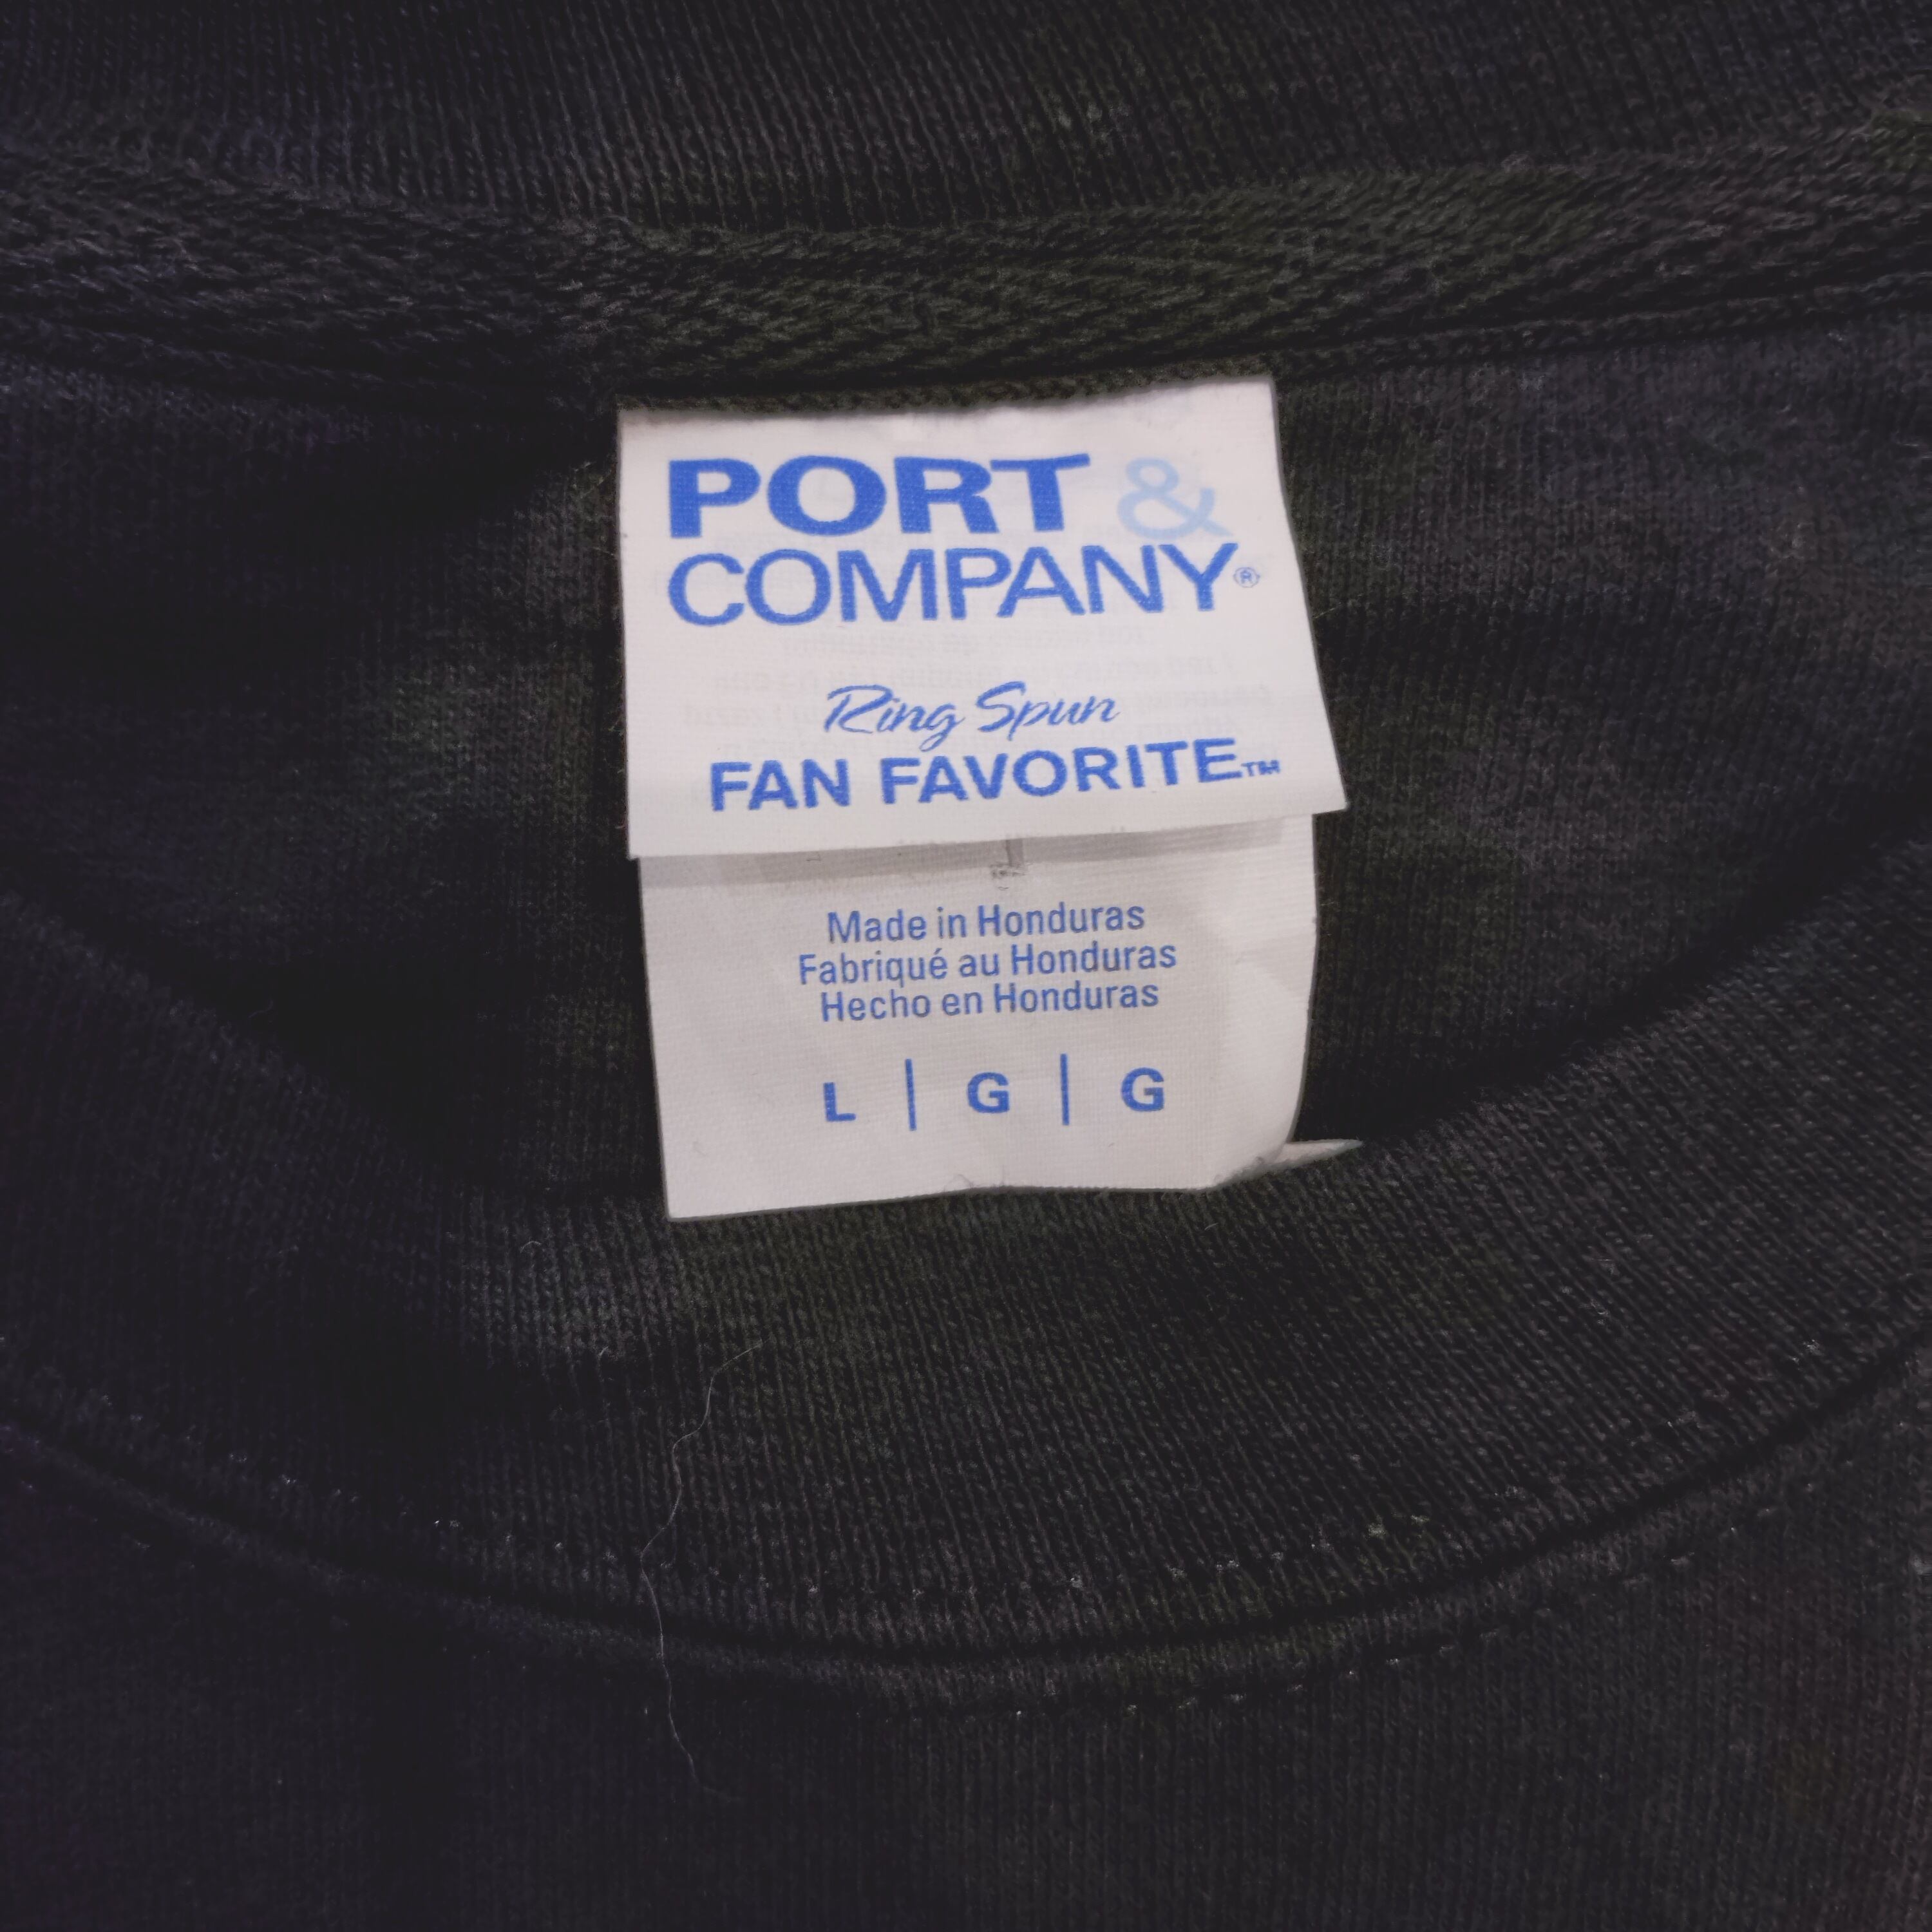 PORT &
COMPANY®
Ring Spun
FAN FAVORITE™
Made in Honduras
Fabriqué au Honduras
Hecho en Honduras
L | G | G